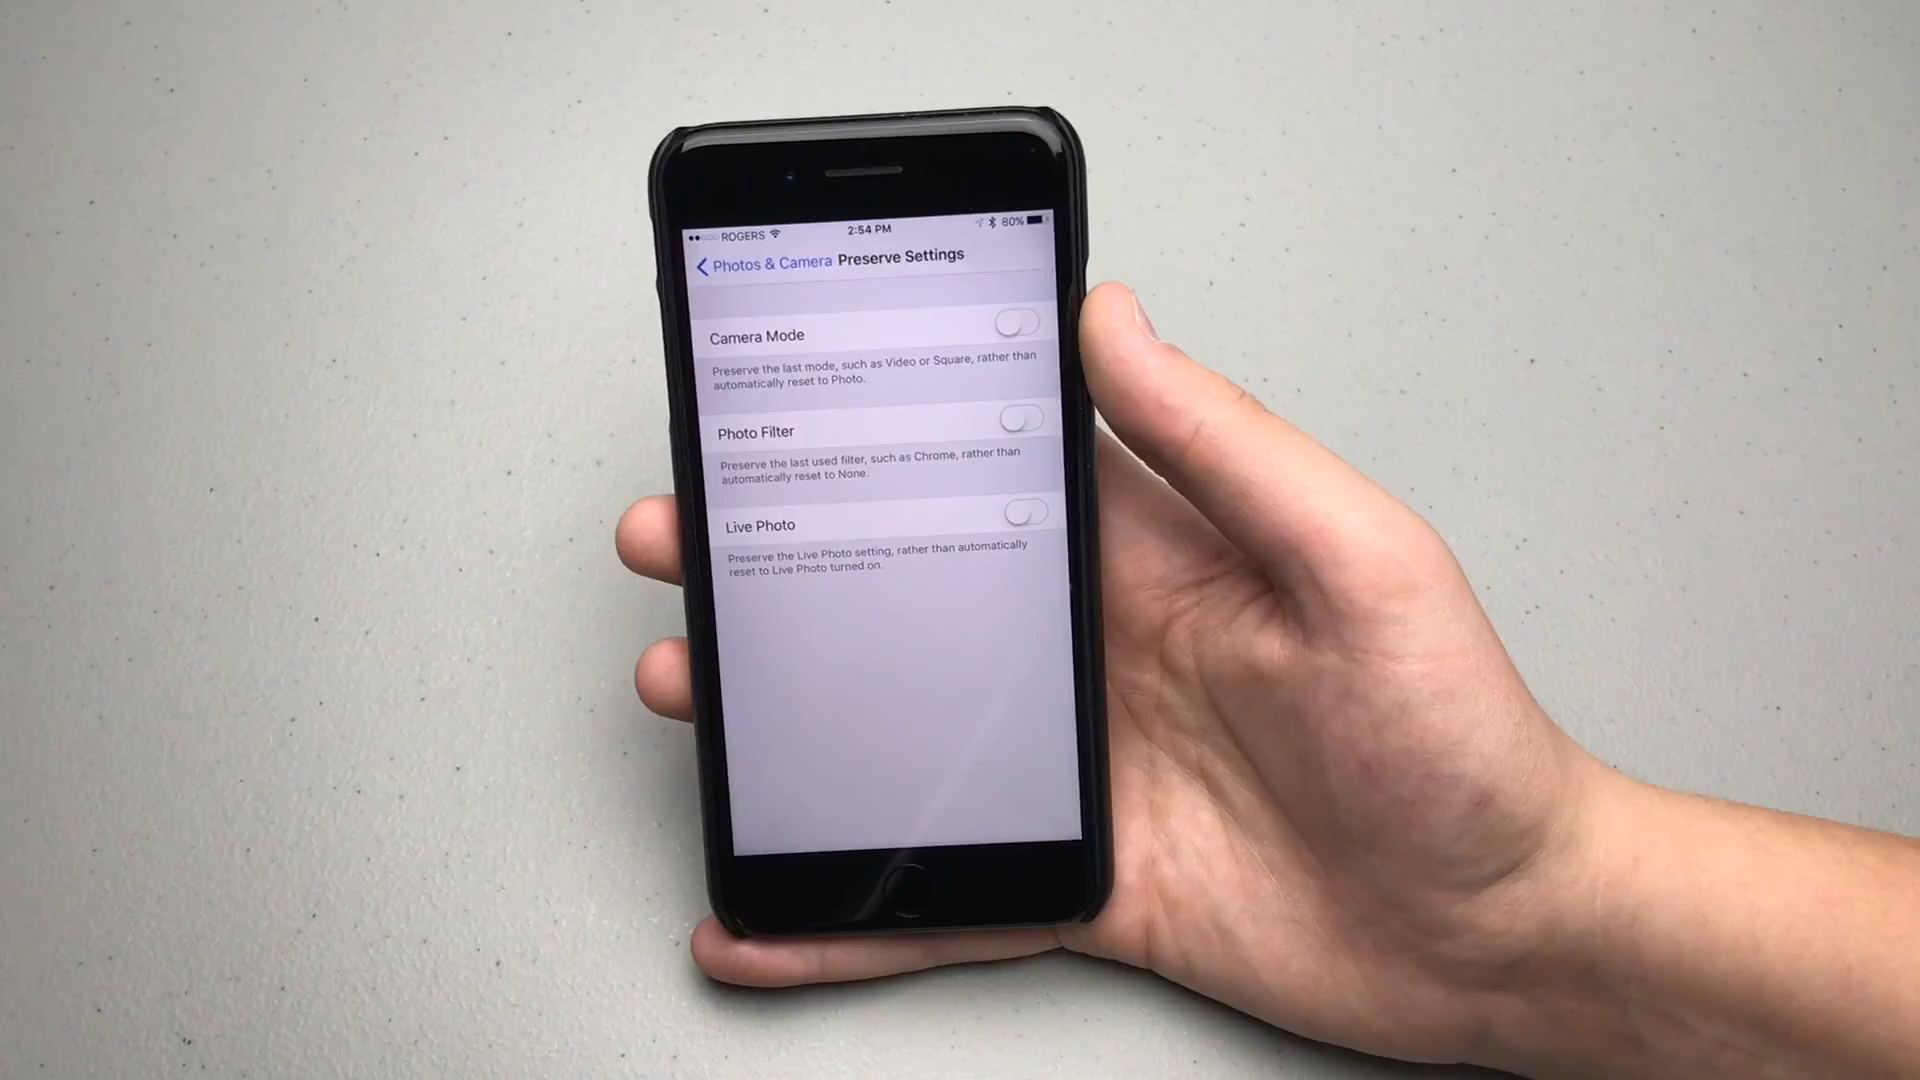 ROGERS 2:54 PM 80%
Photos & Camera Preserve Settings
Camera Mode
Preserve the last mode, such as Video or Square, rather than
automatically reset to Photo.
Photo Filter
Preserve the last used filter, such as Chrome, rather than
automatically reset to None.
Live Photo
Preserve the Live Photo setting, rather than automatically
reset to Live Photo turned on.